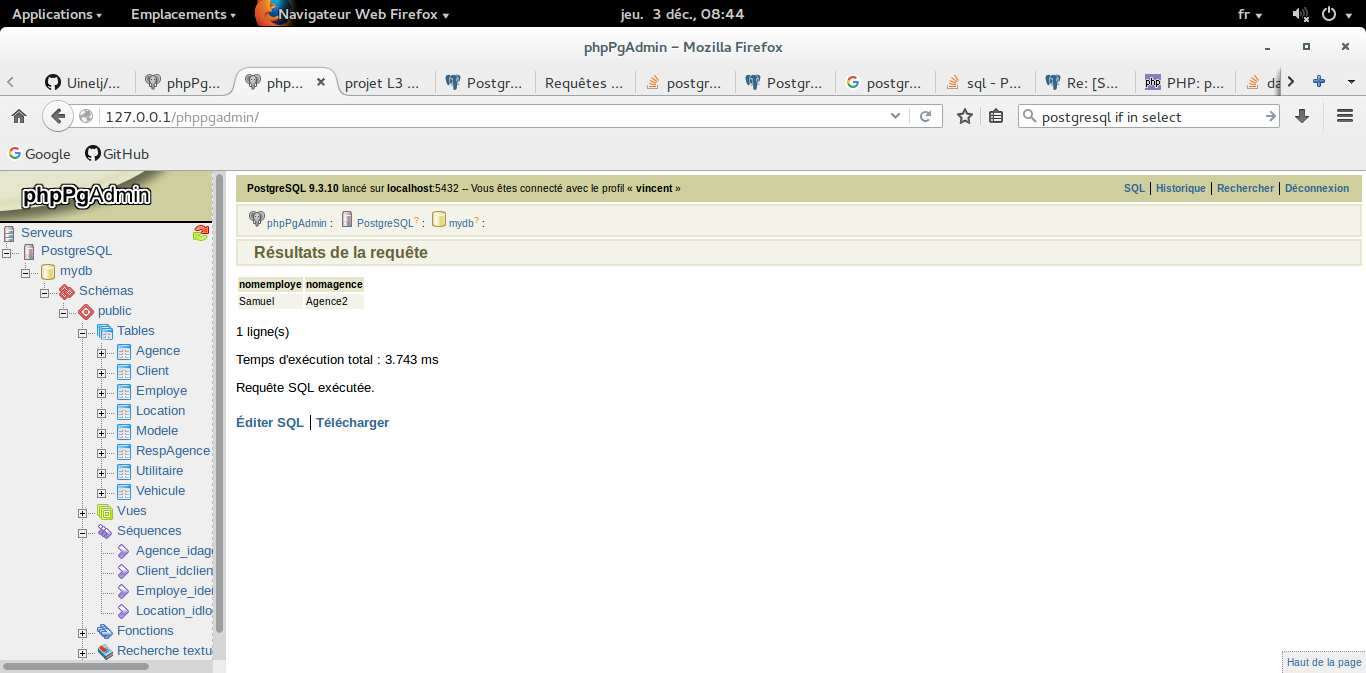 Applications Emplacements Navigateur Web Firefox jeu. 3 déc., 08:44 fr
phpPgAdmin – Mozilla Firefox
Uinelj/... phpPg... php... projet L3 ... Postgr... Requêtes ... postgr... Postgr... postgr... sql - P... Re: [S... php PHP: p... da
127.0.0.1/phppgadmin/ postgresql if in select
Google GitHub
phpPgAdmin
PostgreSQL 9.3.10 lancé sur localhost:5432 -- Vous êtes connecté avec le profil « vincent »
SQL | Historique | Rechercher | Déconnexion
phpPgAdmin : PostgreSQL? : mydb? :
Résultats de la requête
nomemploye nomagence
Samuel Agence2
1 ligne(s)
Temps d'exécution total : 3.743 ms
Requête SQL exécutée.
Éditer SQL | Télécharger
Serveurs
PostgreSQL
mydb
Schémas
public
Tables
Agence
Client
Employe
Location
Modele
RespAgence
Utilitaire
Vehicule
Vues
Séquences
Agence_idag
Client_idclien
Employe_ide
Location_idlo
Fonctions
Recherche textu
Haut de la page